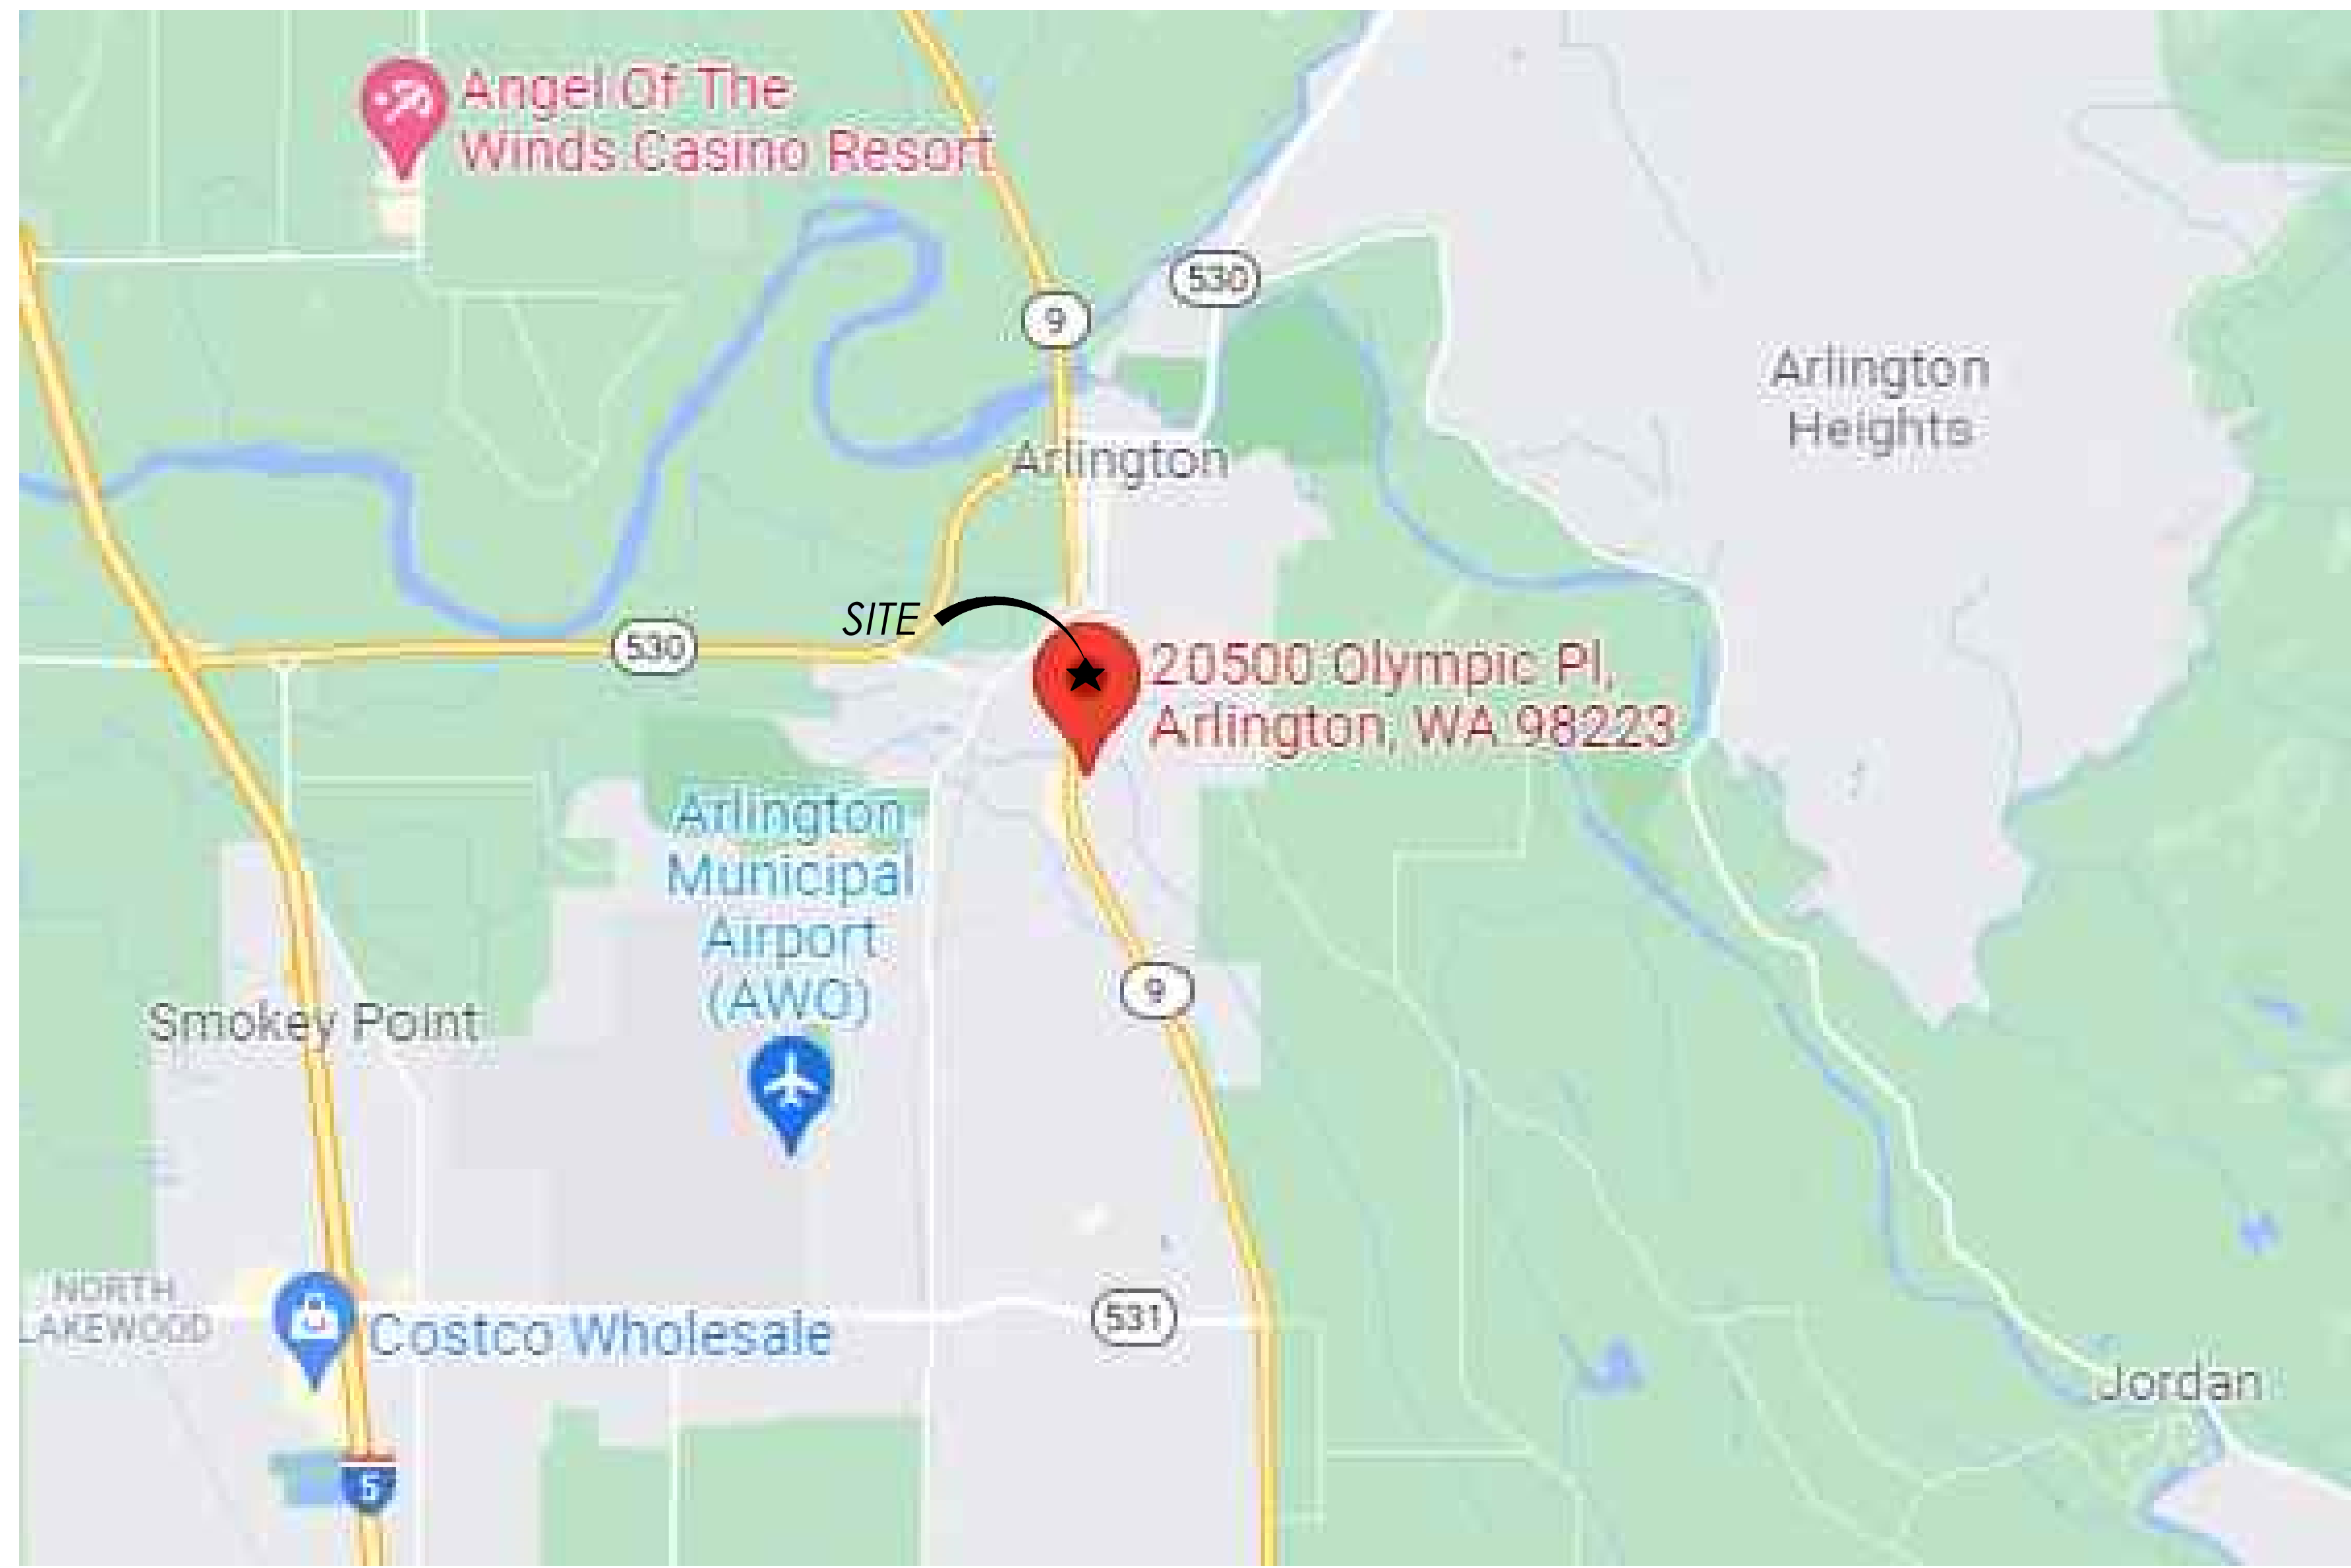 Angel Of The
Winds Casino Resort
530
9
Arlington
Heights
Arlington
SITE
530
20500 Olympic Pl,
Arlington, WA 98223
Arlington
Municipal
Airport
(AWO)
9
Smokey Point
NORTH
LAKEWOOD
Costco Wholesale
531
Jordan
5